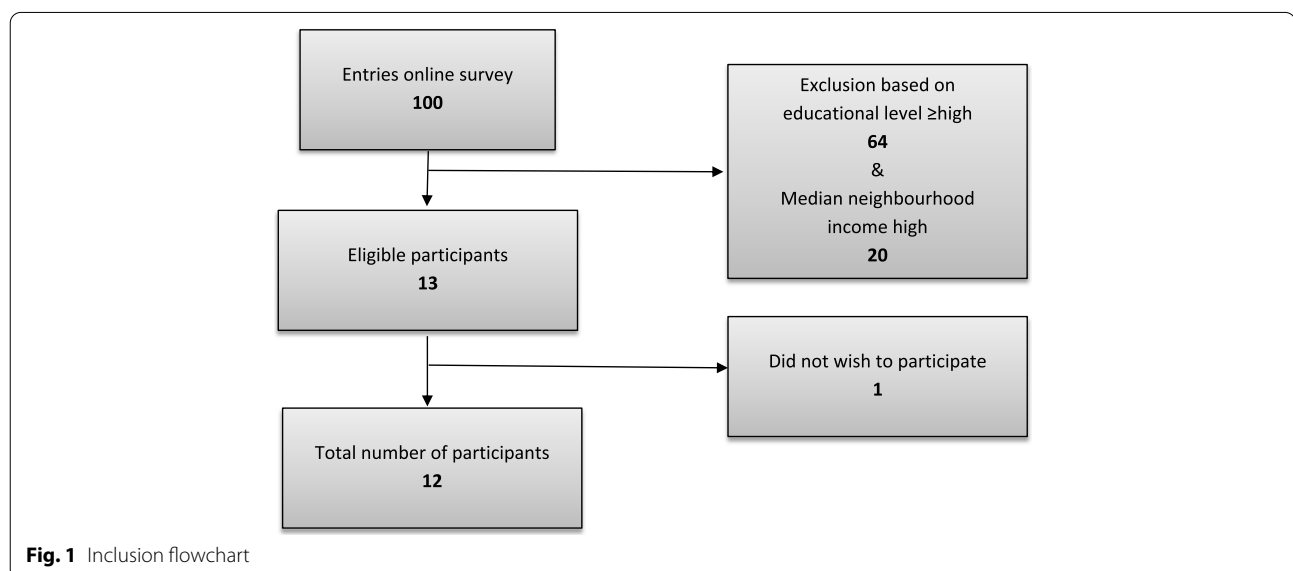 Entries online survey
100
Exclusion based on
educational level ≥high
64
&
Median neighbourhood
income high
20
Eligible participants
13
Did not wish to participate
1
Total number of participants
12
Fig. 1 Inclusion flowchart